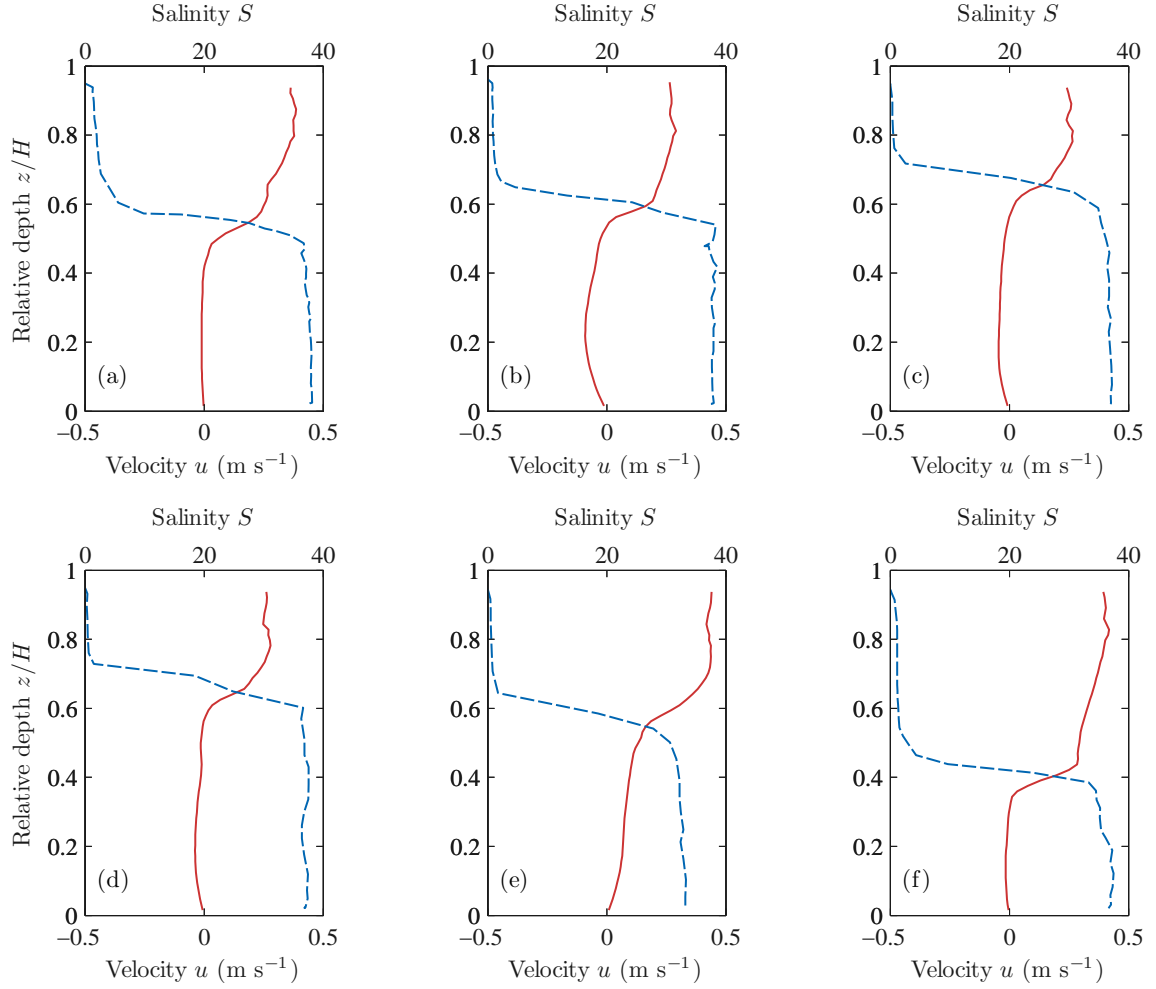 Salinity S Salinity S Salinity S
0 20 40 0 20 40 0 20 40
1 1 1
0.8 0.8 0.8
0.6 0.6 0.6
Relative depth z/H
0.4 0.4 0.4
0.2 0.2 0.2
(a) (b) (c)
0 0 0
−0.5 0 0.5 −0.5 0 0.5 −0.5 0 0.5
Velocity u (m s⁻¹) Velocity u (m s⁻¹) Velocity u (m s⁻¹)
Salinity S Salinity S Salinity S
0 20 40 0 20 40 0 20 40
1 1 1
0.8 0.8 0.8
0.6 0.6 0.6
Relative depth z/H
0.4 0.4 0.4
0.2 0.2 0.2
(d) (e) (f)
0 0 0
−0.5 0 0.5 −0.5 0 0.5 −0.5 0 0.5
Velocity u (m s⁻¹) Velocity u (m s⁻¹) Velocity u (m s⁻¹)